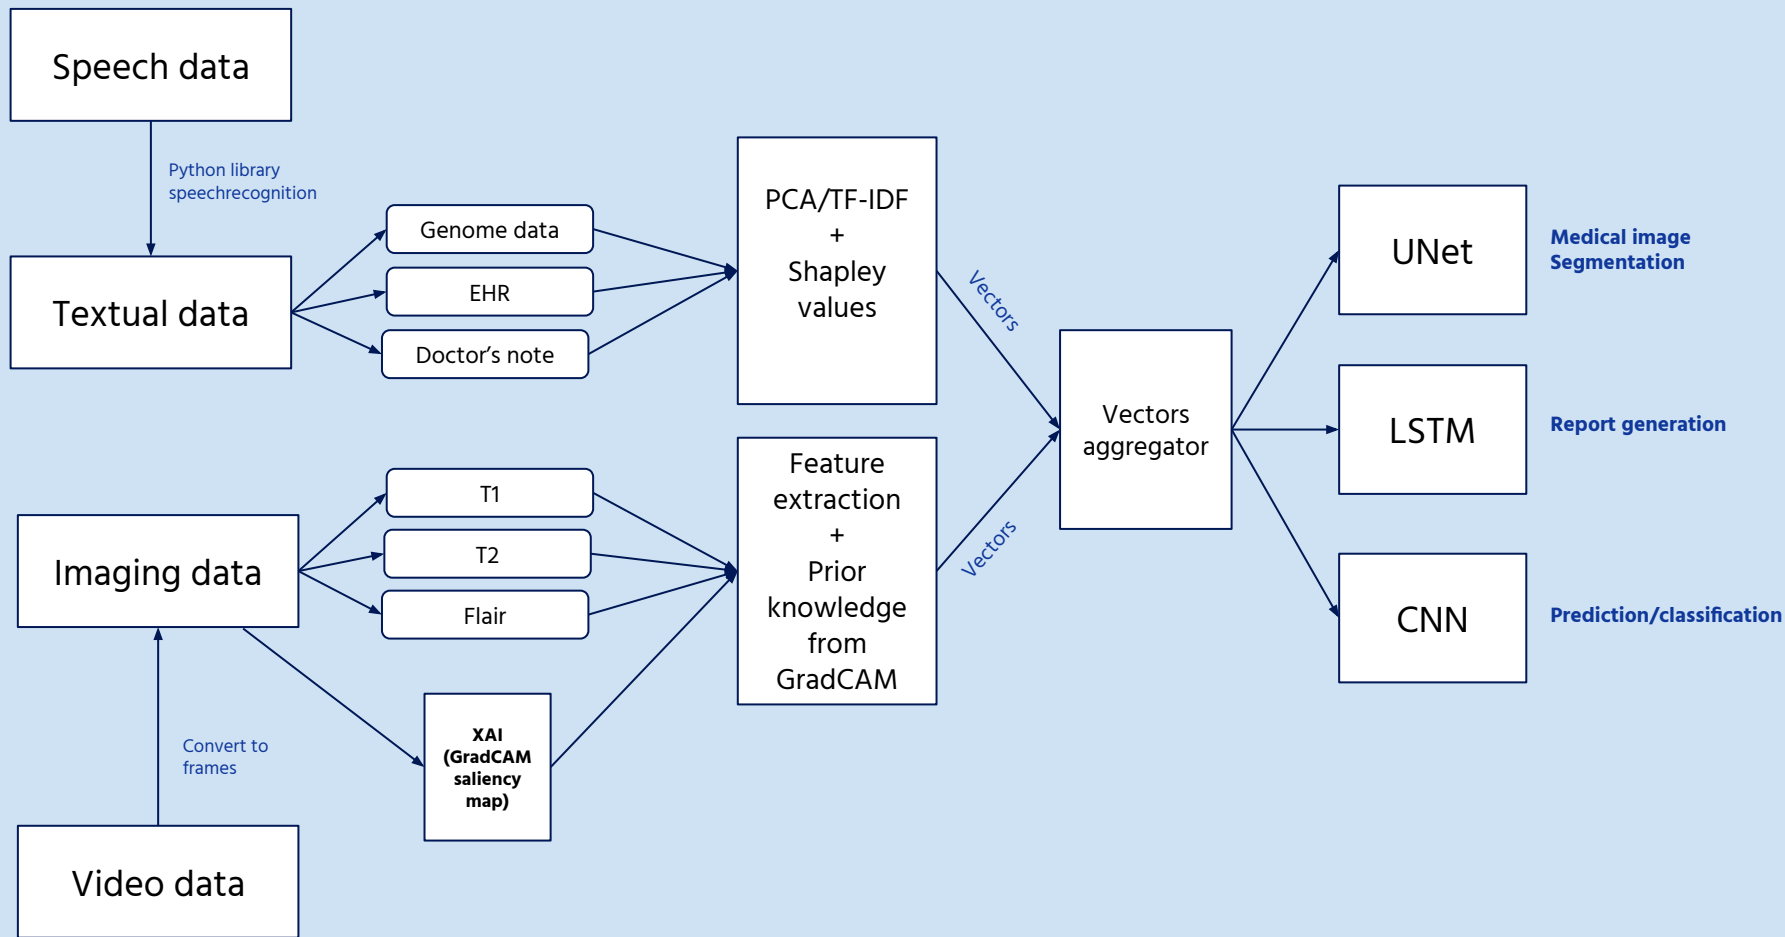 Speech data
Python library
speechrecognition
Textual data
Genome data
EHR
Doctor's note
PCA/TF-IDF
+
Shapley
values
Vectors
Imaging data
T1
T2
Flair
XAI
(GradCAM
saliency
map)
Feature
extraction
+
Prior
knowledge
from
GradCAM
Vectors
Convert to
frames
Video data
Vectors
aggregator
UNet
Medical image
Segmentation
LSTM
Report generation
CNN
Prediction/classification